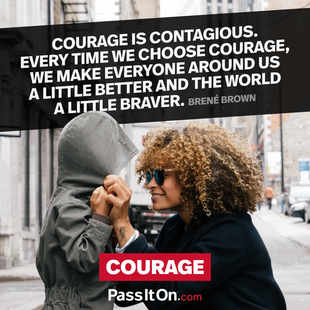 COURAGE IS CONTAGIOUS.
EVERY TIME WE CHOOSE COURAGE,
WE MAKE EVERYONE AROUND US
A LITTLE BETTER AND THE WORLD
A LITTLE BRAVER. BRENÉ BROWN
COURAGE
PassItOn.com